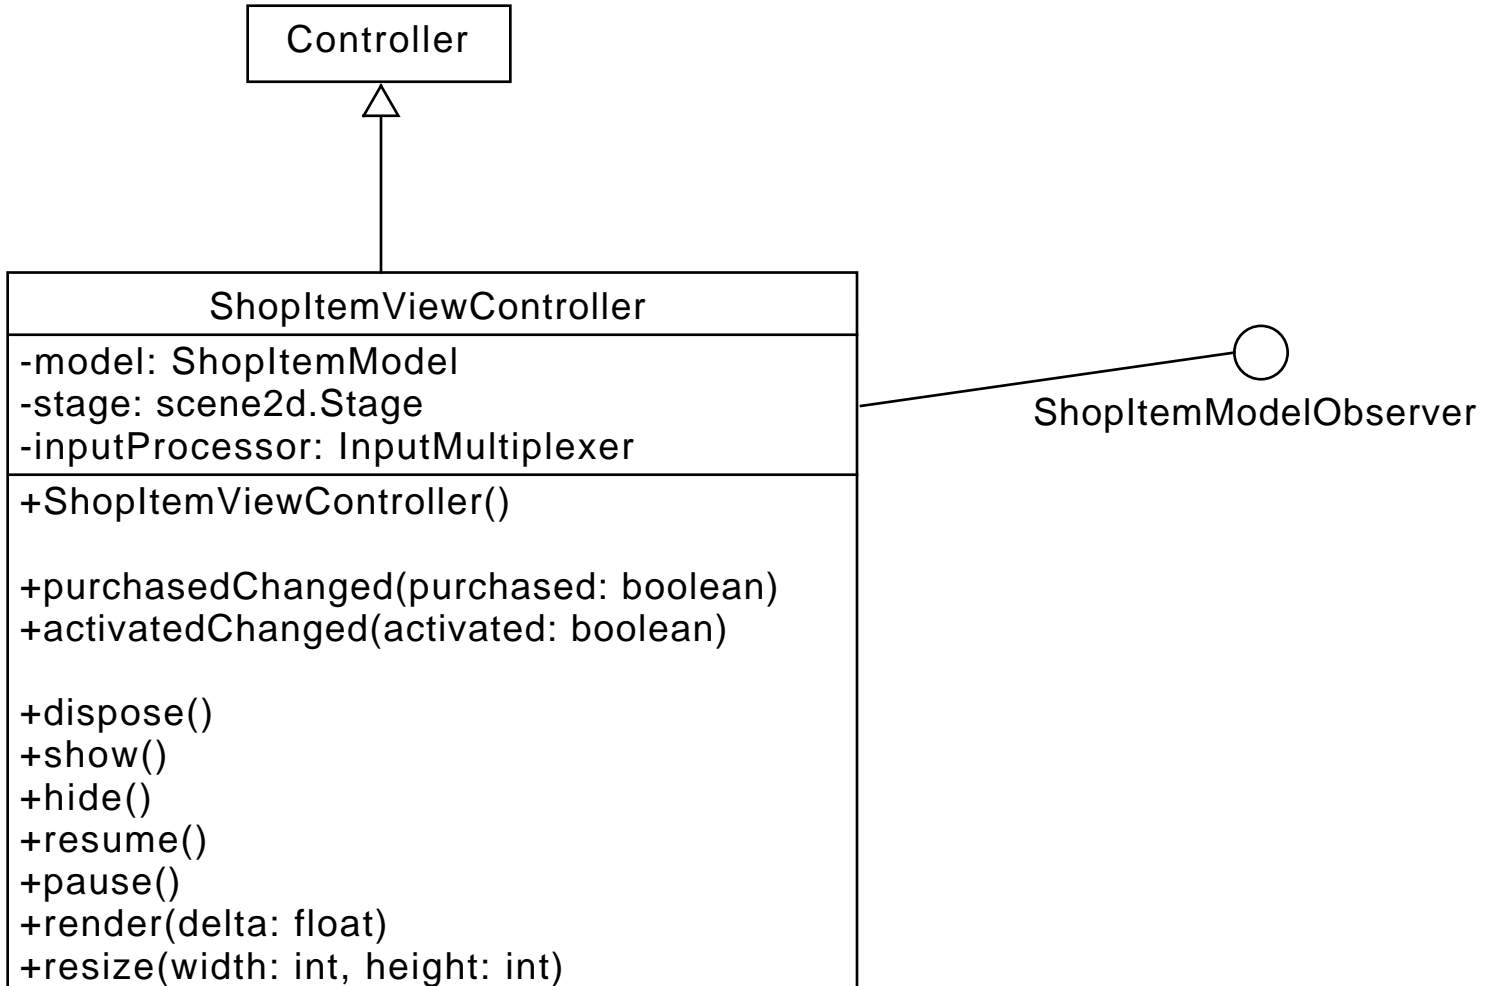 Controller
ShopItemViewController
-model: ShopItemModel
-stage: scene2d.Stage
-inputProcessor: InputMultiplexer
ShopItemModelObserver
+ShopItemViewController()
+purchasedChanged(purchased: boolean)
+activatedChanged(activated: boolean)
+dispose()
+show()
+hide()
+resume()
+pause()
+render(delta: float)
+resize(width: int, height: int)